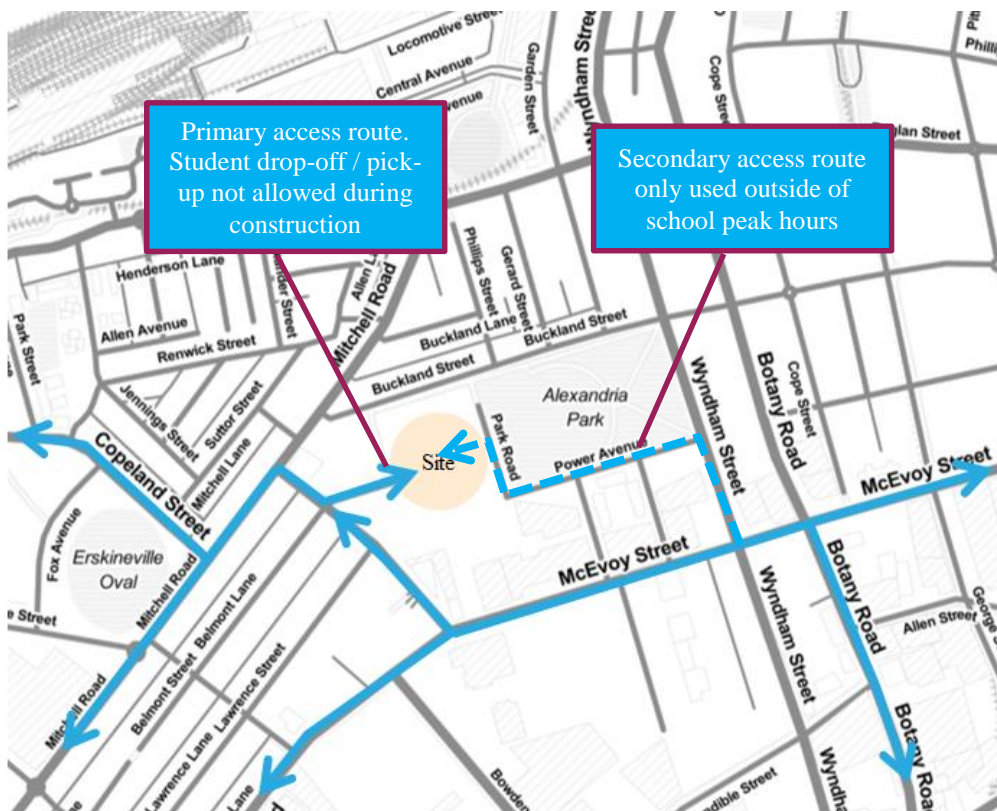 Locomotive Street
Central Avenue
Avenue
Garden Street
Wyndham Street
Cope Street
Phillip
Primary access route.
Student drop-off / pick-
up not allowed during
construction
Secondary access route
only used outside of
school peak hours
Henderson Lane
Park Street
Allen Avenue
Renwick Street
Mitchell Road
Phillips Street
Gerard Street
Buckland Lane
Buckland Street
Buckland Street
Jennings Street
Suttor Street
Mitchell Lane
Copeland Street
Alexandria
Park
Park Road
Power Avenue
Site
Wyndham Street
Botany Road
Cope Street
McEvoy Street
McEvoy Street
Fox Avenue
Erskineville
Oval
Mitchell Road
Belmont Lane
Belmont Street
Lawrence Street
Lawrence Lane
Mitchell Road
Wyndham Street
Botany Road
Allen Street
George
Street
Lane
Wyndham
Botany Road